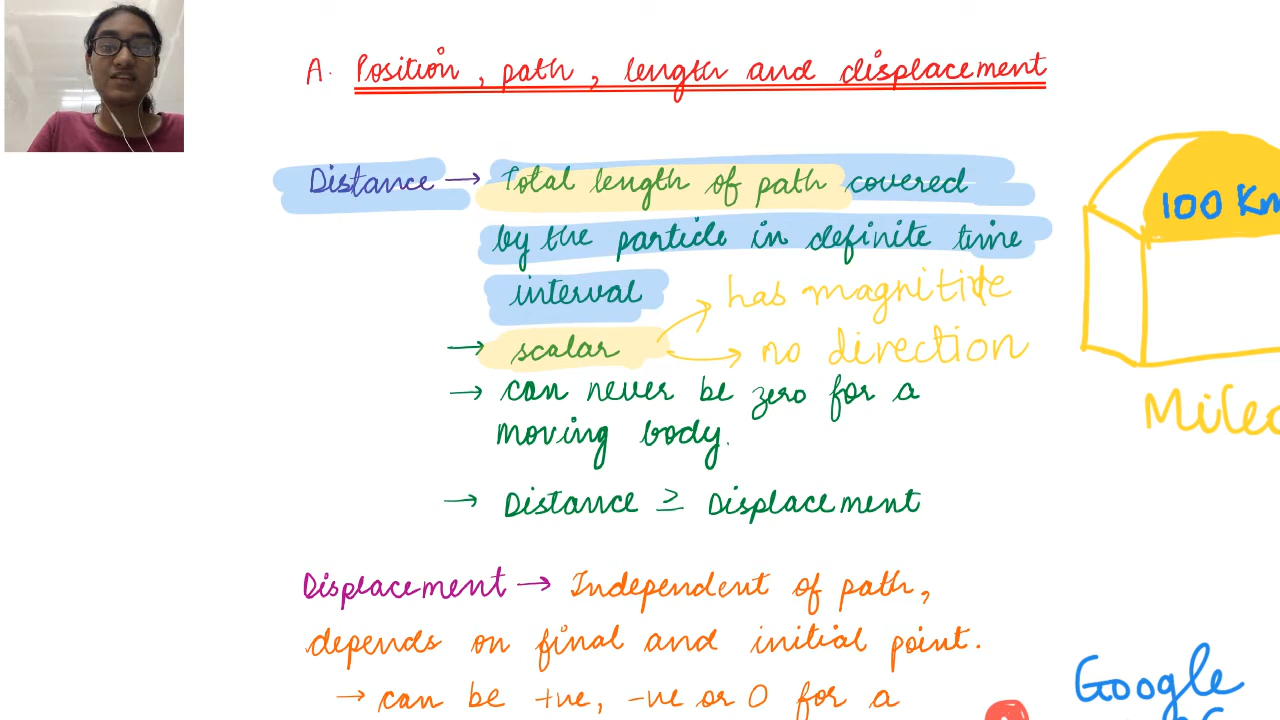 A. Position, path, length and displacement
Distance → Total length of path covered
by the particle in definite time
interval
→ scalar
has magnitite
no direction
→ can never be zero for a
moving body.
→ Distance ≥ Displacement
100 Km
Displacement → Independent of path,
depends on final and initial point.
→ can be +ve, -ve or 0 for a
Google